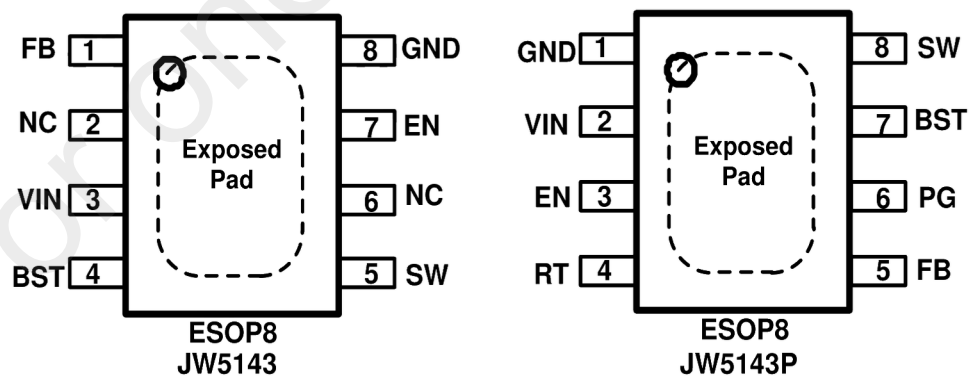 FB 1 8 GND
NC 2 7 EN
VIN 3 6 NC
BST 4 5 SW
Exposed
Pad
ESOP8
JW5143
GND 1 8 SW
VIN 2 7 BST
EN 3 6 PG
RT 4 5 FB
Exposed
Pad
ESOP8
JW5143P